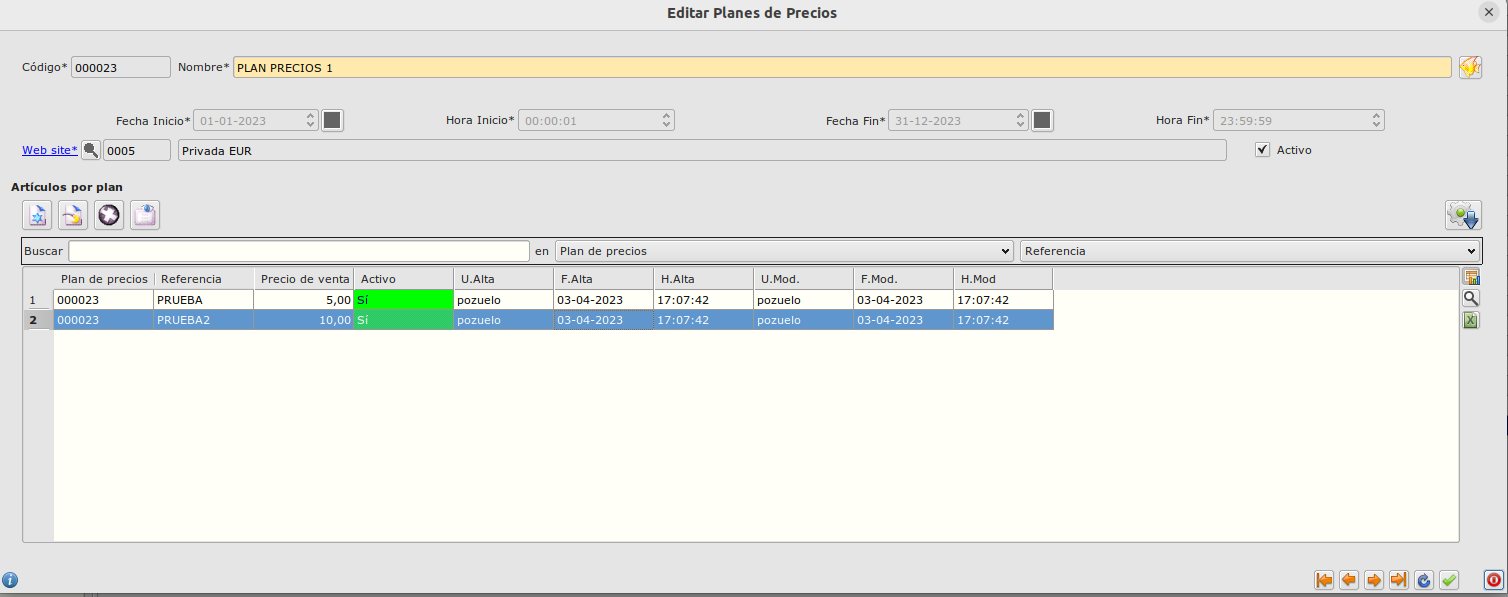 Editar Planes de Precios
Código* 000023 Nombre* PLAN PRECIOS 1
Fecha Inicio* 01-01-2023 Hora Inicio* 00:00:01 Fecha Fin* 31-12-2023 Hora Fin* 23:59:59
Web site* 0005 Privada EUR Activo
Artículos por plan
Buscar en Plan de precios Referencia
Plan de precios Referencia Precio de venta Activo U.Alta F.Alta H.Alta U.Mod. F.Mod. H.Mod
1 000023 PRUEBA 5,00 Sí pozuelo 03-04-2023 17:07:42 pozuelo 03-04-2023 17:07:42
2 000023 PRUEBA2 10,00 Sí pozuelo 03-04-2023 17:07:42 pozuelo 03-04-2023 17:07:42